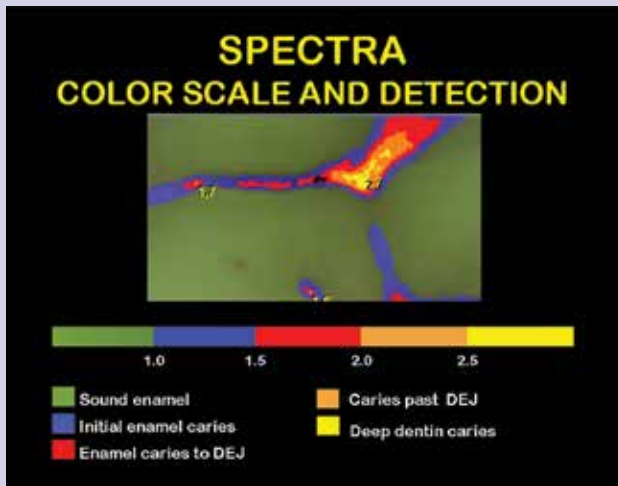 SPECTRA
COLOR SCALE AND DETECTION
1.0 1.5 2.0 2.5
Sound enamel
Initial enamel caries
Enamel caries to DEJ
Caries past DEJ
Deep dentin caries